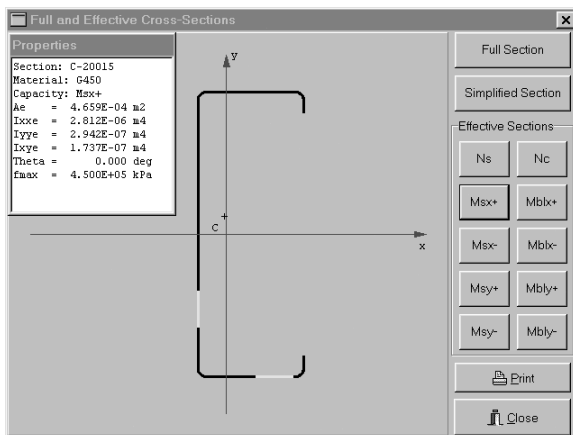 Full and Effective Cross-Sections
Properties
Section: C-20015
Material: G450
Capacity: Msx+
Ae = 4.659E-04 m2
Ixxe = 2.812E-06 m4
Iyye = 2.942E-07 m4
Ixye = 1.737E-07 m4
Theta = 0.000 deg
fmax = 4.500E+05 kPa
y
C
x
Full Section
Simplified Section
Effective Sections
Ns Nc
Msx+ Mblx+
Msx- Mblx-
Msy+ Mbly+
Msy- Mbly-
Print
Close